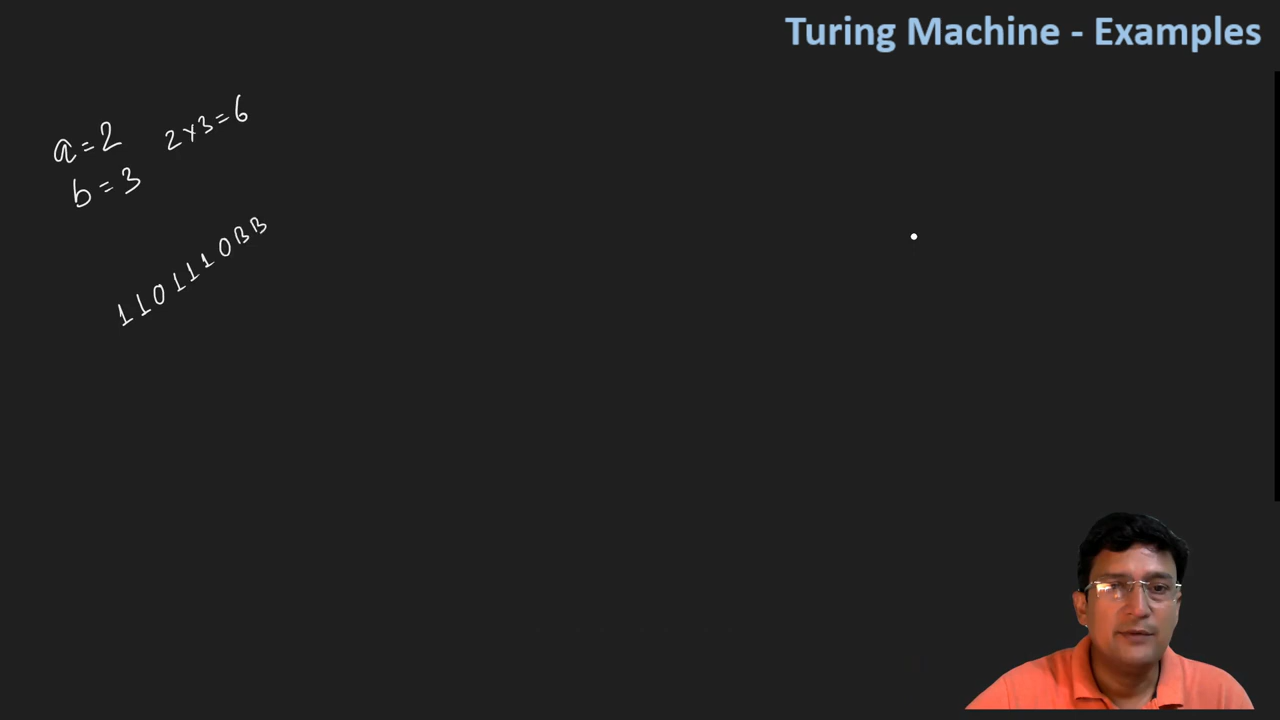 Turing Machine - Examples
a=2 2×3=6
b=3
1101110BB